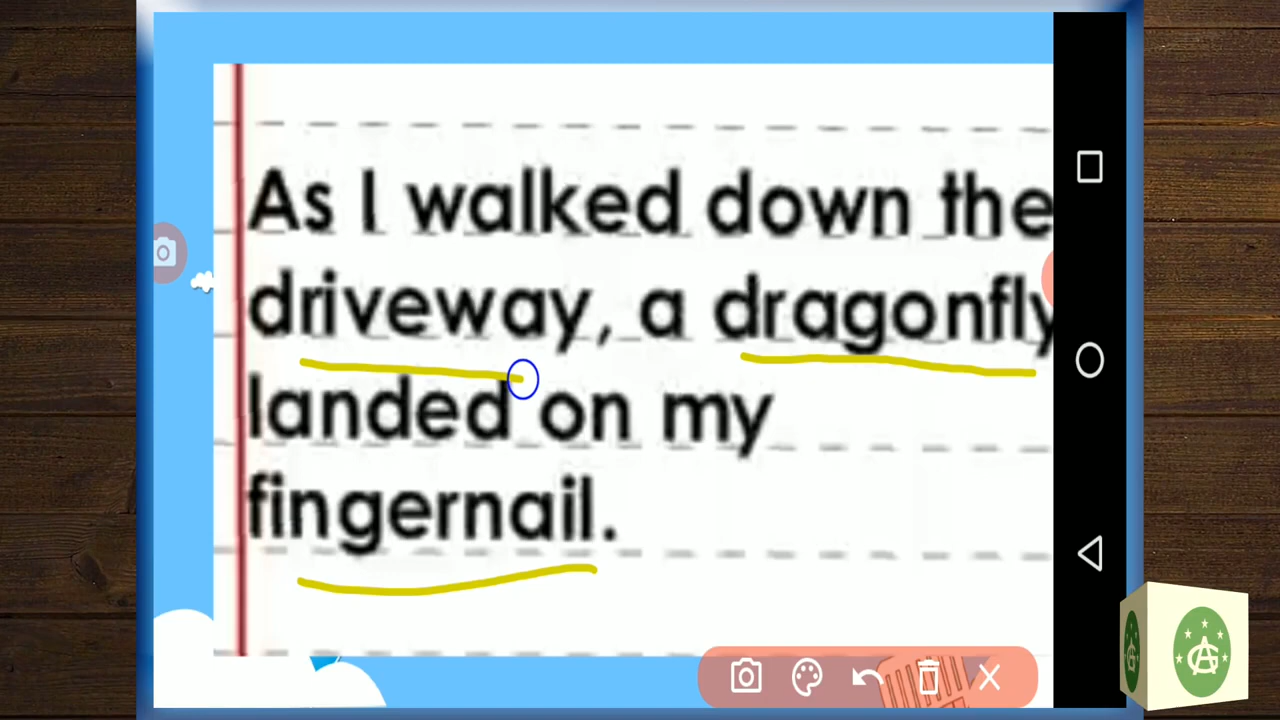 As I walked down the
driveway, a dragonfly
landed on my
fingernail.